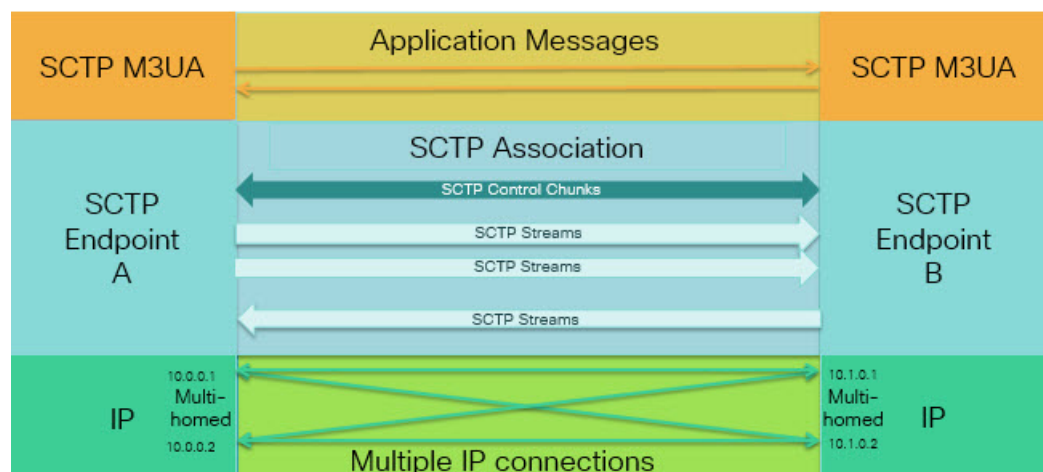 SCTP M3UA
Application Messages
SCTP M3UA
SCTP Association
SCTP Control Chunks
SCTP
Endpoint
A
SCTP Streams
SCTP Streams
SCTP Streams
SCTP
Endpoint
B
10.0.0.1
Multi-
homed
IP
10.0.0.2
Multiple IP connections
10.1.0.1
Multi-
homed
IP
10.1.0.2